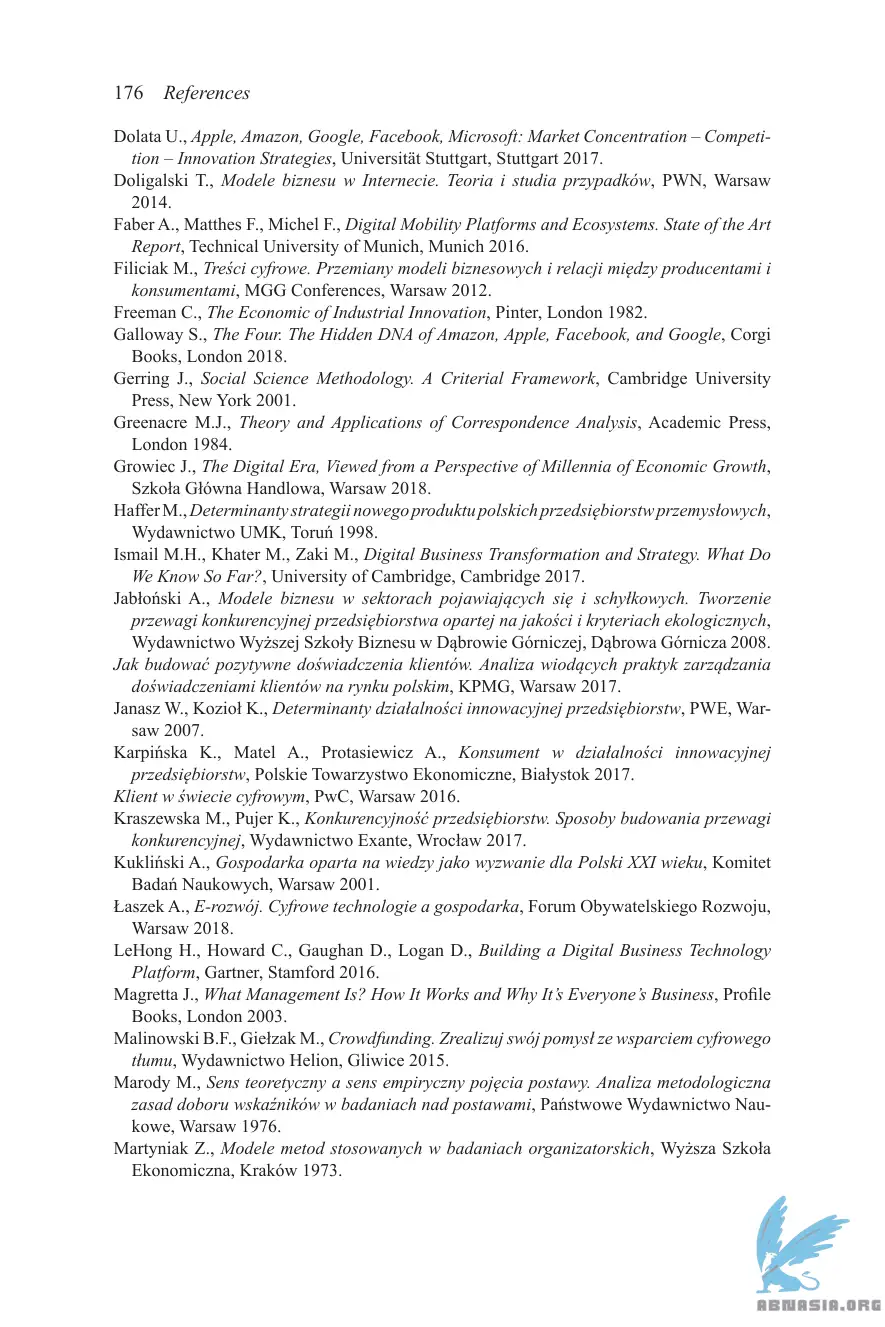 176 References
Dolata U., Apple, Amazon, Google, Facebook, Microsoft: Market Concentration – Competi-
tion – Innovation Strategies, Universität Stuttgart, Stuttgart 2017.
Doligalski T., Modele biznesu w Internecie. Teoria i studia przypadków, PWN, Warsaw
2014.
Faber A., Matthes F., Michel F., Digital Mobility Platforms and Ecosystems. State of the Art
Report, Technical University of Munich, Munich 2016.
Filiciak M., Treści cyfrowe. Przemiany modeli biznesowych i relacji między producentami i
konsumentami, MGG Conferences, Warsaw 2012.
Freeman C., The Economic of Industrial Innovation, Pinter, London 1982.
Galloway S., The Four. The Hidden DNA of Amazon, Apple, Facebook, and Google, Corgi
Books, London 2018.
Gerring J., Social Science Methodology. A Criterial Framework, Cambridge University
Press, New York 2001.
Greenacre M.J., Theory and Applications of Correspondence Analysis, Academic Press,
London 1984.
Growiec J., The Digital Era, Viewed from a Perspective of Millennia of Economic Growth,
Szkoła Główna Handlowa, Warsaw 2018.
Haffer M., Determinanty strategii nowego produktu polskich przedsiębiorstw przemysłowych,
Wydawnictwo UMK, Toruń 1998.
Ismail M.H., Khater M., Zaki M., Digital Business Transformation and Strategy. What Do
We Know So Far?, University of Cambridge, Cambridge 2017.
Jabłoński A., Modele biznesu w sektorach pojawiających się i schyłkowych. Tworzenie
przewagi konkurencyjnej przedsiębiorstwa opartej na jakości i kryteriach ekologicznych,
Wydawnictwo Wyższej Szkoły Biznesu w Dąbrowie Górniczej, Dąbrowa Górnicza 2008.
Jak budować pozytywne doświadczenia klientów. Analiza wiodących praktyk zarządzania
doświadczeniami klientów na rynku polskim, KPMG, Warsaw 2017.
Janasz W., Kozioł K., Determinanty działalności innowacyjnej przedsiębiorstw, PWE, War-
saw 2007.
Karpińska K., Matel A., Protasiewicz A., Konsument w działalności innowacyjnej
przedsiębiorstw, Polskie Towarzystwo Ekonomiczne, Białystok 2017.
Klient w świecie cyfrowym, PwC, Warsaw 2016.
Kraszewska M., Pujer K., Konkurencyjność przedsiębiorstw. Sposoby budowania przewagi
konkurencyjnej, Wydawnictwo Exante, Wrocław 2017.
Kukliński A., Gospodarka oparta na wiedzy jako wyzwanie dla Polski XXI wieku, Komitet
Badań Naukowych, Warsaw 2001.
Łaszek A., E-rozwój. Cyfrowe technologie a gospodarka, Forum Obywatelskiego Rozwoju,
Warsaw 2018.
LeHong H., Howard C., Gaughan D., Logan D., Building a Digital Business Technology
Platform, Gartner, Stamford 2016.
Magretta J., What Management Is? How It Works and Why It’s Everyone’s Business, Profile
Books, London 2003.
Malinowski B.F., Giełzak M., Crowdfunding. Zrealizuj swój pomysł ze wsparciem cyfrowego
tłumu, Wydawnictwo Helion, Gliwice 2015.
Marody M., Sens teoretyczny a sens empiryczny pojęcia postawy. Analiza metodologiczna
zasad doboru wskaźników w badaniach nad postawami, Państwowe Wydawnictwo Nau-
kowe, Warsaw 1976.
Martyniak Z., Modele metod stosowanych w badaniach organizatorskich, Wyższa Szkoła
Ekonomiczna, Kraków 1973.
ABNASIA.ORG